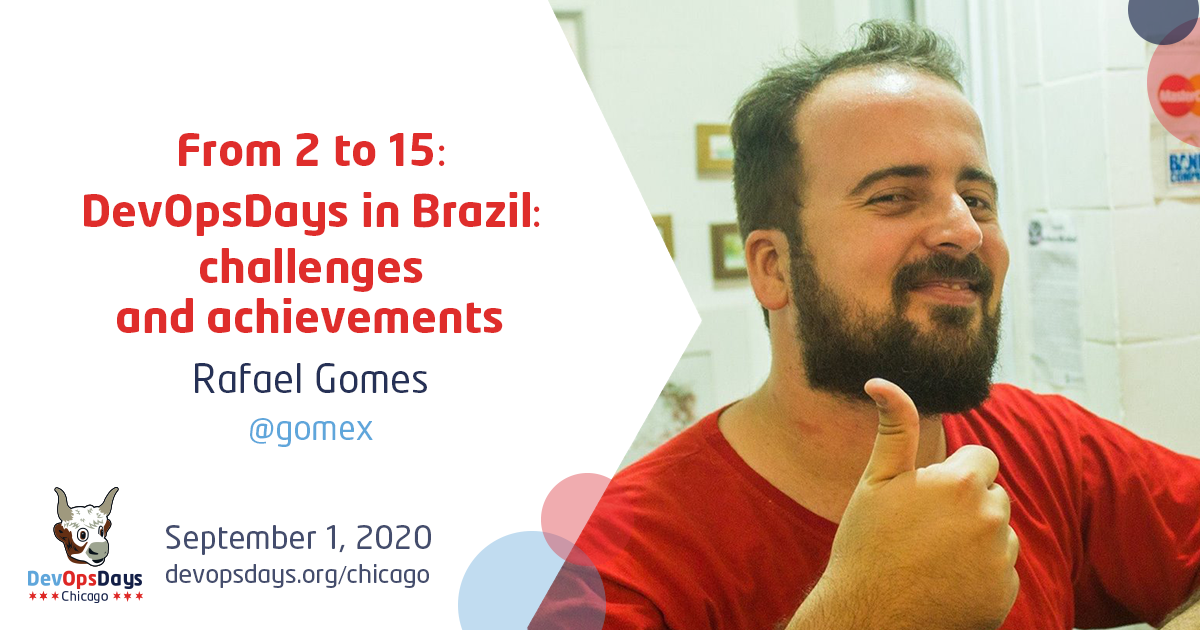 From 2 to 15:
DevOpsDays in Brazil:
challenges
and achievements
Rafael Gomes
@gomex
September 1, 2020
devopsdays.org/chicago
DevOpsDays
Chicago